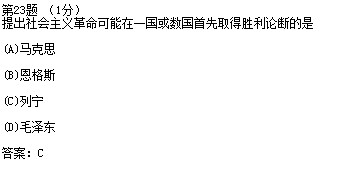 第23题 （1分）
提出社会主义革命可能在一国或数国首先取得胜利论断的是
(A)马克思
(B)恩格斯
(C)列宁
(D)毛泽东
答案：C